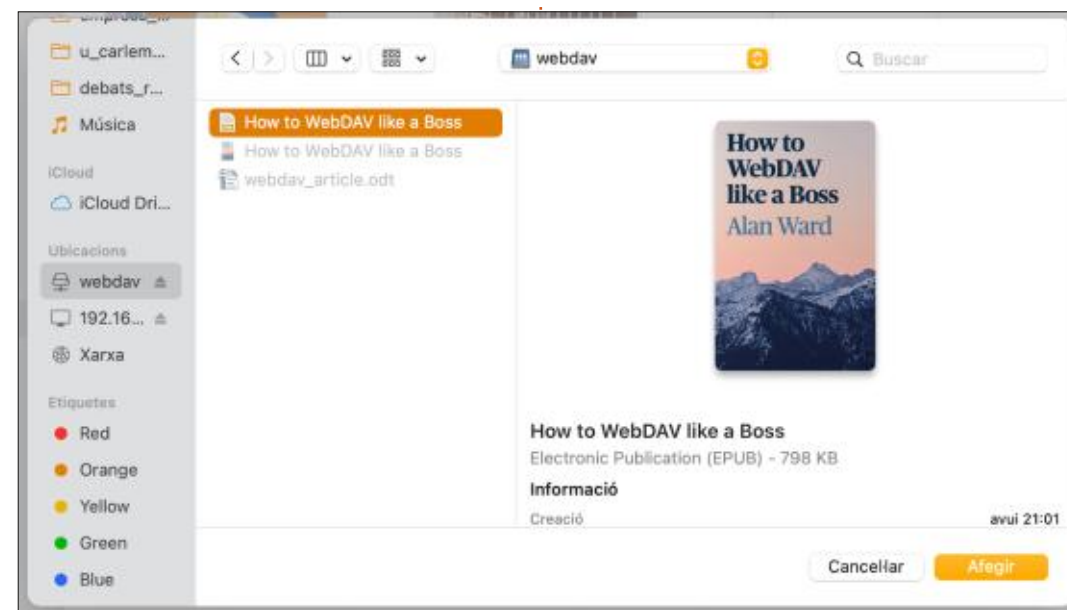 u_carlem...
debats_r...
Música
iCloud
iCloud Dri...
Ubicacions
webdav
192.16...
Xarxa
Etiquetes
Red
Orange
Yellow
Green
Blue
webdav
Buscar
How to WebDAV like a Boss
How to WebDAV like a Boss
webdav_article.odt
How to
WebDAV
like a Boss
Alan Ward
How to WebDAV like a Boss
Electronic Publication (EPUB) - 798 KB
Informació
Creació avui 21:01
Cancel·lar
Afegir